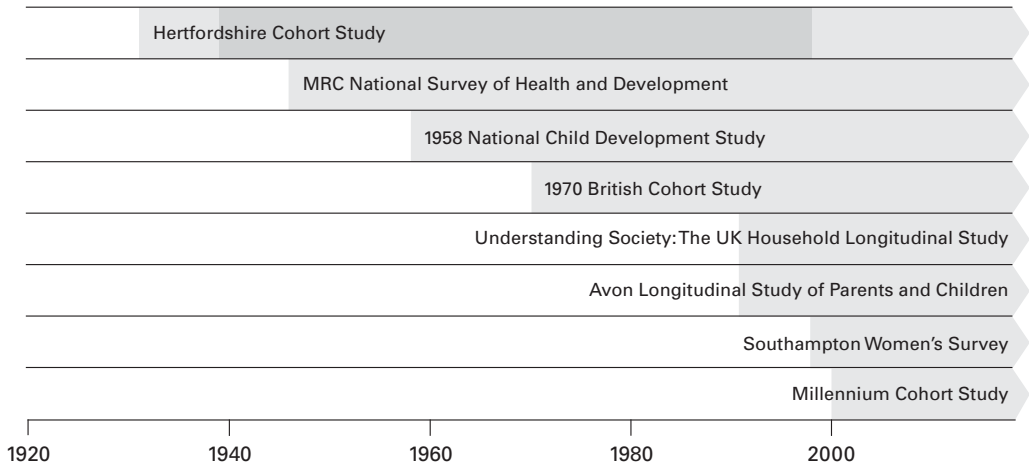 Hertfordshire Cohort Study
MRC National Survey of Health and Development
1958 National Child Development Study
1970 British Cohort Study
Understanding Society: The UK Household Longitudinal Study
Avon Longitudinal Study of Parents and Children
Southampton Women's Survey
Millennium Cohort Study
1920 1940 1960 1980 2000